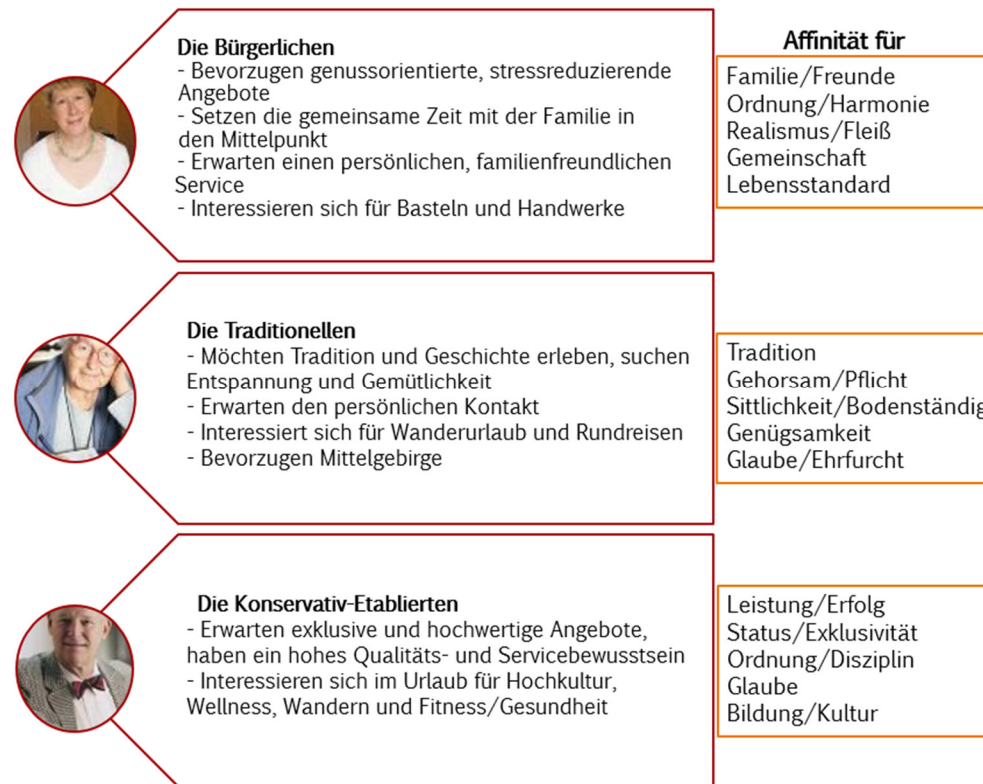 Affinität für
Die Bürgerlichen
- Bevorzugen genussorientierte, stressreduzierende
Angebote
- Setzen die gemeinsame Zeit mit der Familie in
den Mittelpunkt
- Erwarten einen persönlichen, familienfreundlichen
Service
- Interessieren sich für Basteln und Handwerke
Familie/Freunde
Ordnung/Harmonie
Realismus/Fleiß
Gemeinschaft
Lebensstandard
Die Traditionellen
- Möchten Tradition und Geschichte erleben, suchen
Entspannung und Gemütlichkeit
- Erwarten den persönlichen Kontakt
- Interessiert sich für Wanderurlaub und Rundreisen
- Bevorzugen Mittelgebirge
Tradition
Gehorsam/Pflicht
Sittlichkeit/Bodenständig
Genügsamkeit
Glaube/Ehrfurcht
Die Konservativ-Etablierten
- Erwarten exklusive und hochwertige Angebote,
haben ein hohes Qualitäts- und Servicebewusstsein
- Interessieren sich im Urlaub für Hochkultur,
Wellness, Wandern und Fitness/Gesundheit
Leistung/Erfolg
Status/Exklusivität
Ordnung/Disziplin
Glaube
Bildung/Kultur